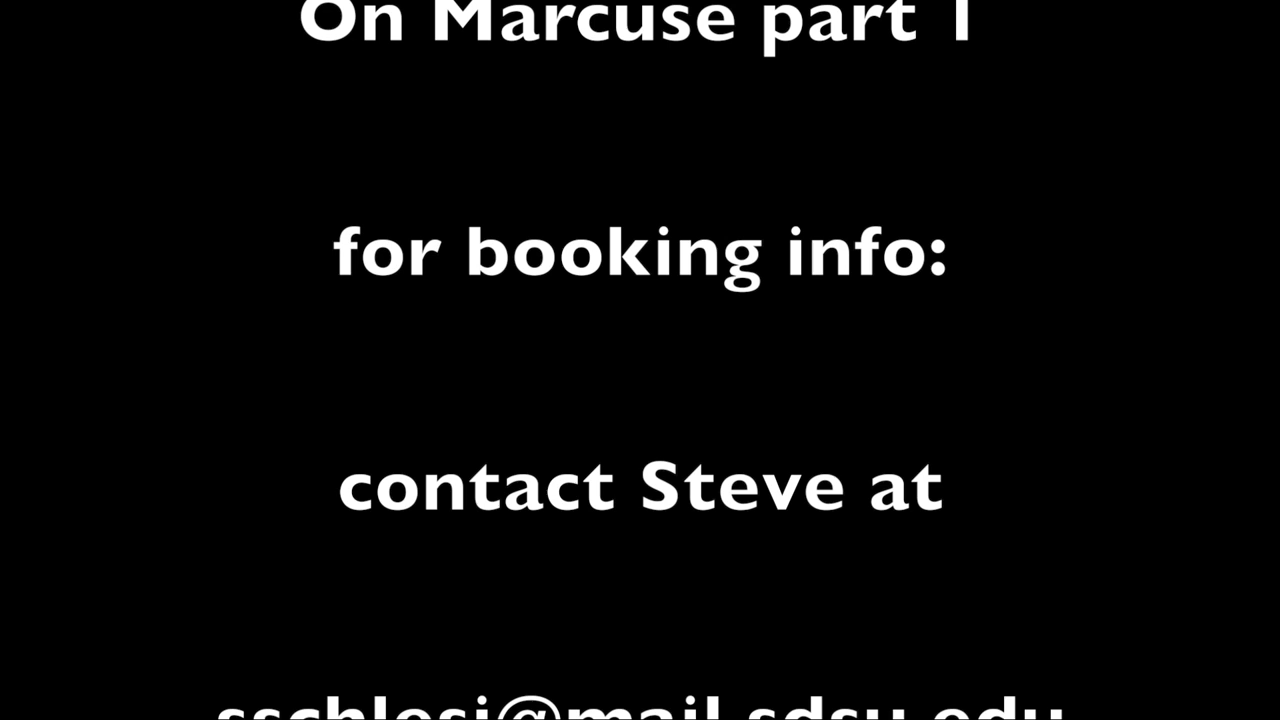 On Marcuse part 1
for booking info:
contact Steve at
sschlesi@mail.sdsu.edu